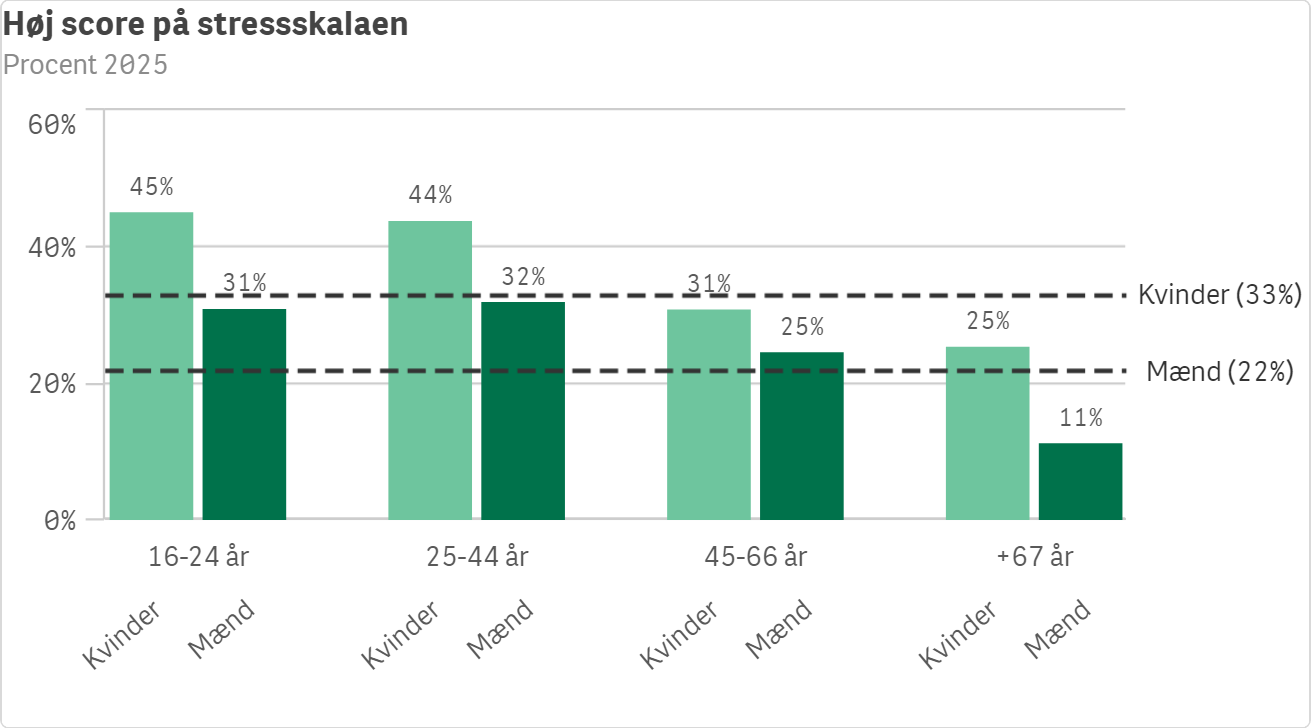 Høj score på stressskalaen
Procent 2025
60%
45%
44%
40%
31%
32%
31%
Kvinder (33%)
25%
25%
Mænd (22%)
20%
11%
0%
16-24 år
25-44 år
45-66 år
+67 år
Kvinder
Mænd
Kvinder
Mænd
Kvinder
Mænd
Kvinder
Mænd